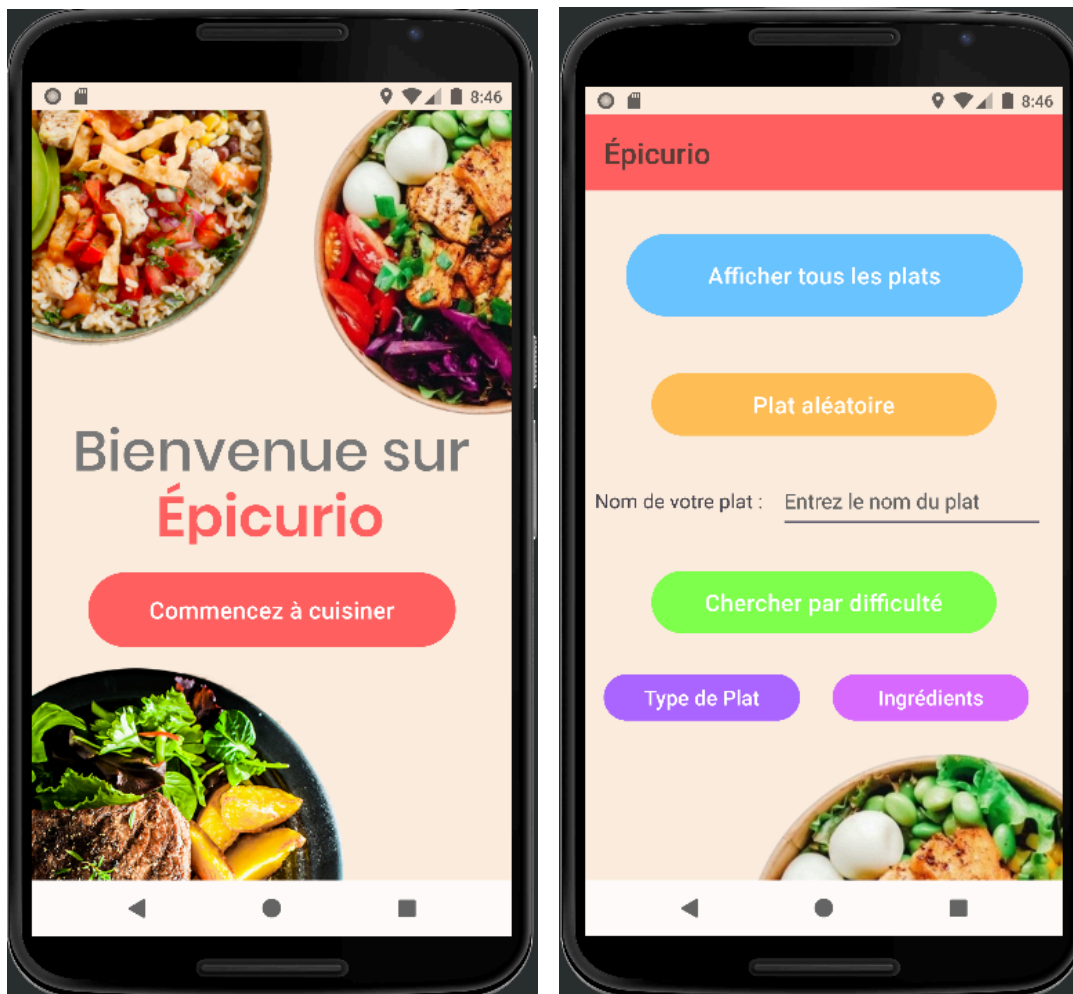 8:46
Bienvenue sur
Épicurio
Commencez à cuisiner
8:46
Épicurio
Afficher tous les plats
Plat aléatoire
Nom de votre plat : Entrez le nom du plat
Chercher par difficulté
Type de Plat Ingrédients